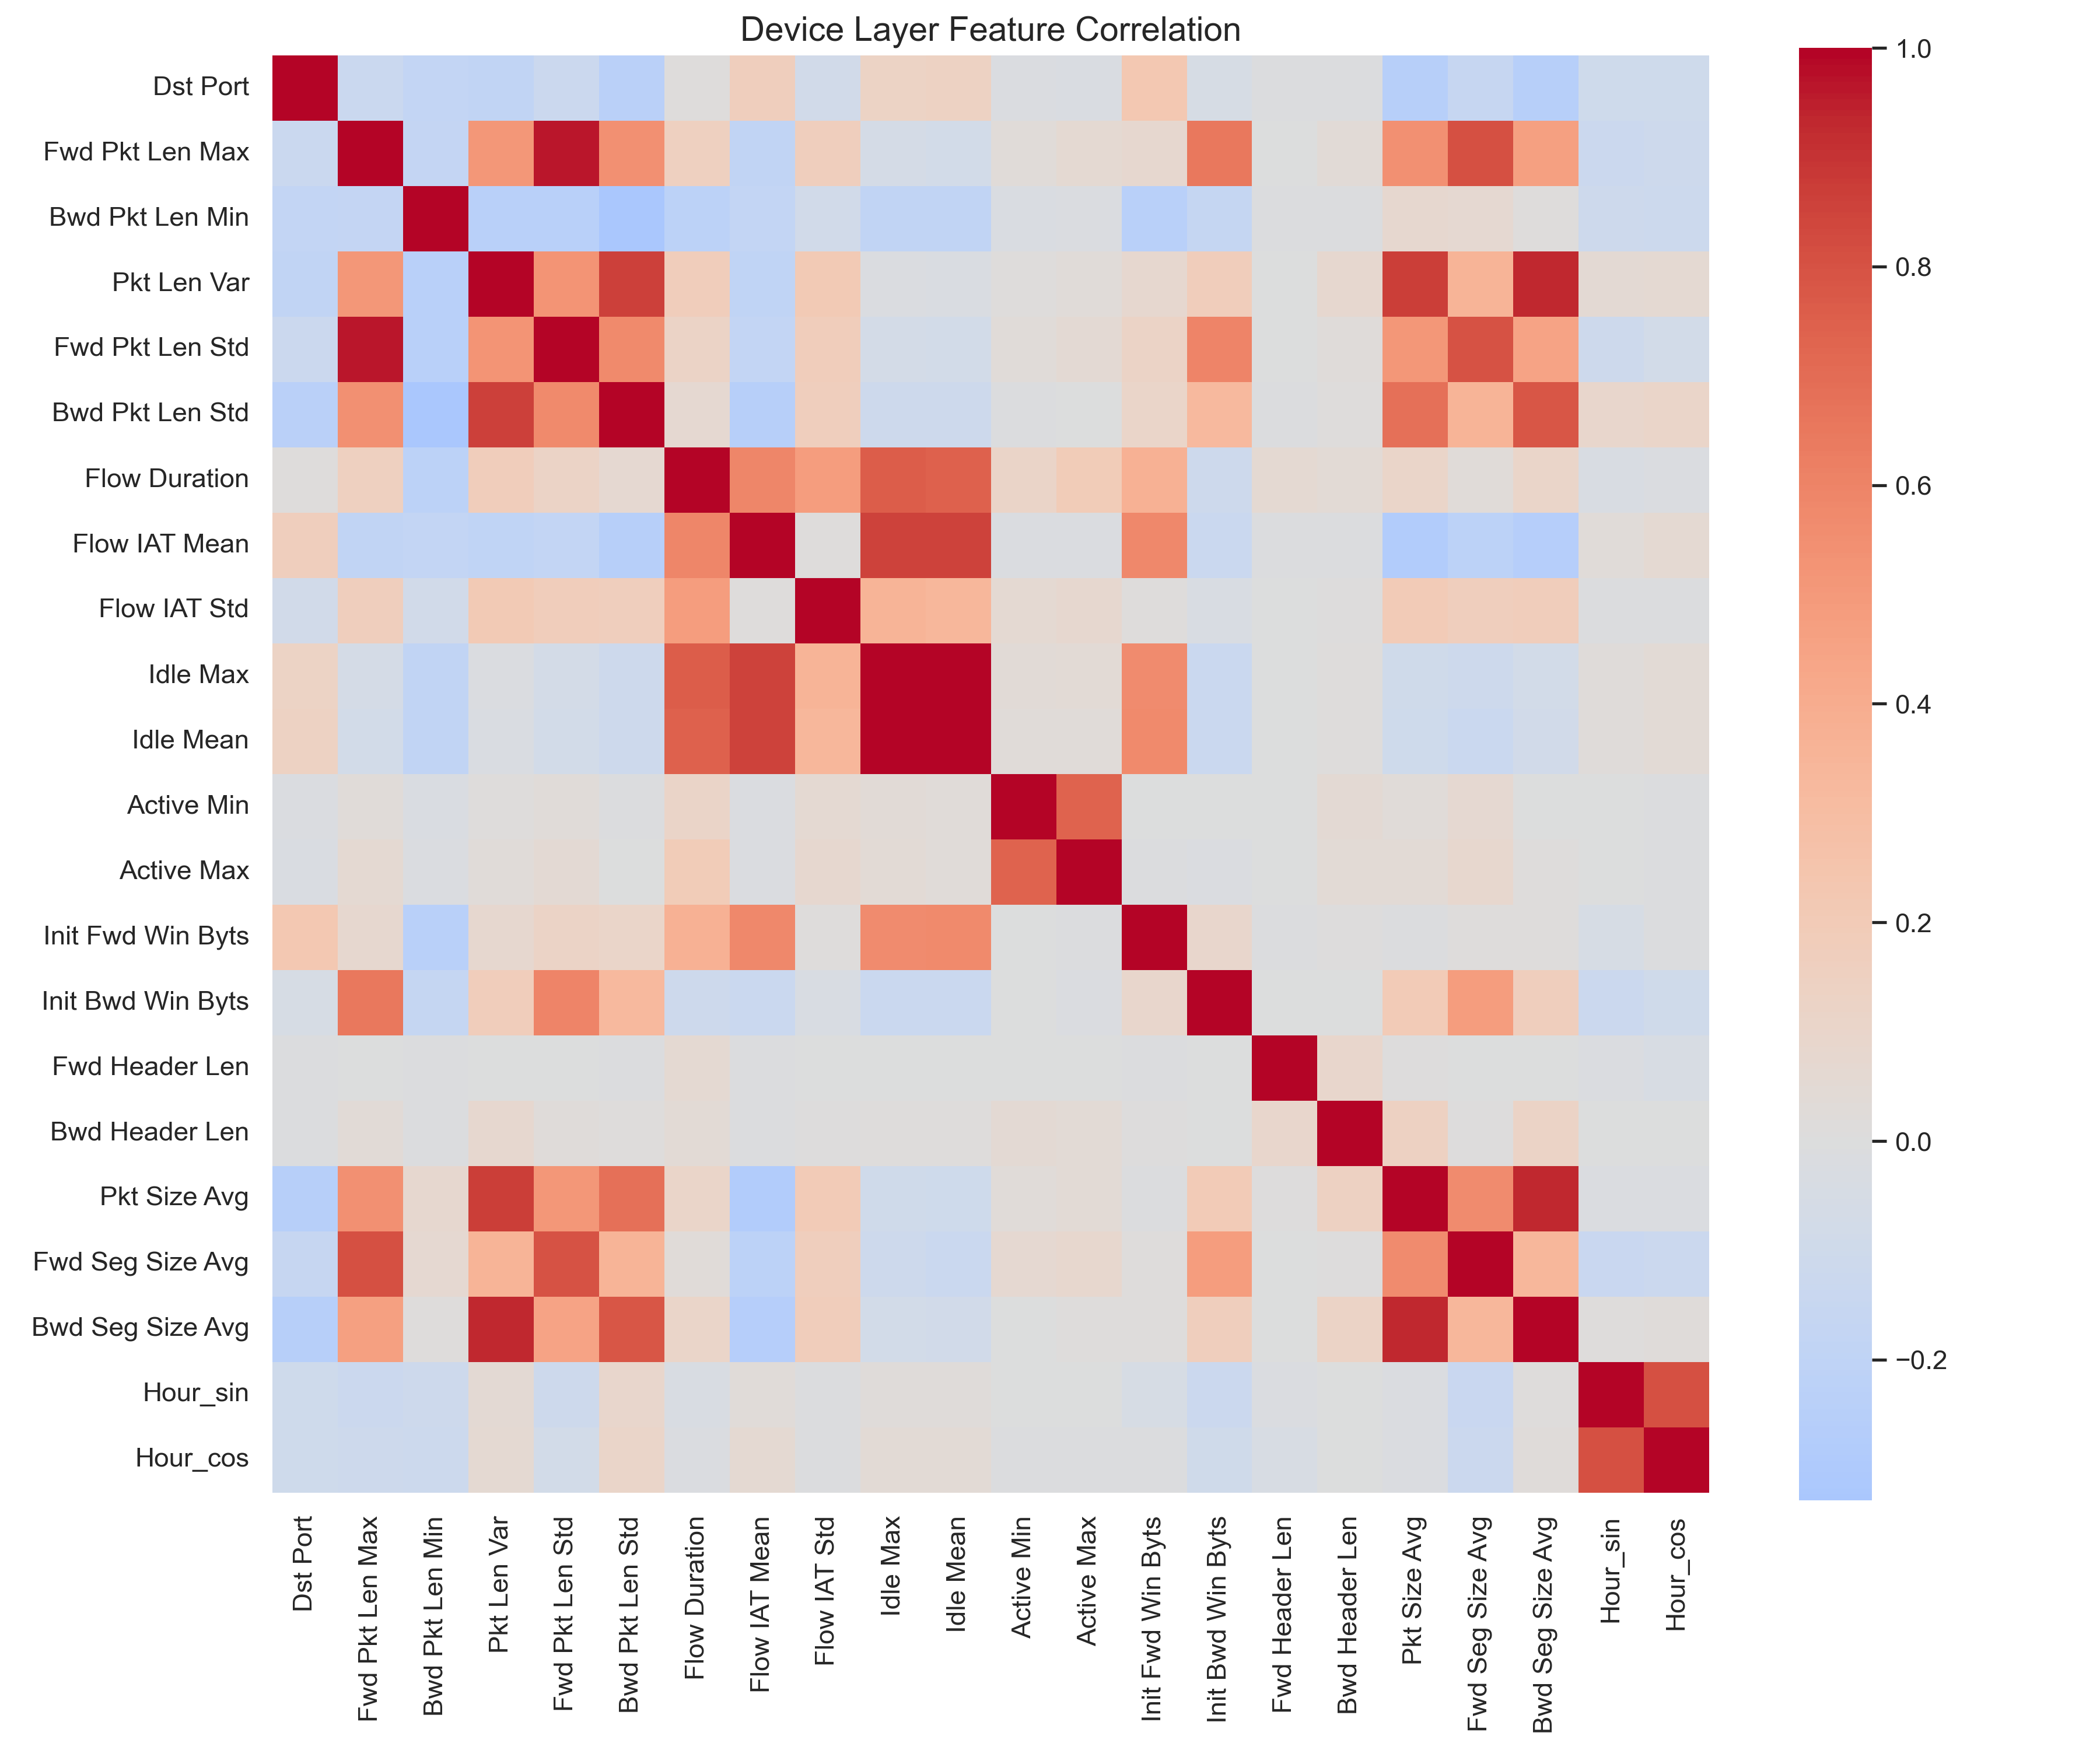 Device Layer Feature Correlation
Dst Port
Fwd Pkt Len Max
Bwd Pkt Len Min
Pkt Len Var
Fwd Pkt Len Std
Bwd Pkt Len Std
Flow Duration
Flow IAT Mean
Flow IAT Std
Idle Max
Idle Mean
Active Min
Active Max
Init Fwd Win Byts
Init Bwd Win Byts
Fwd Header Len
Bwd Header Len
Pkt Size Avg
Fwd Seg Size Avg
Bwd Seg Size Avg
Hour_sin
Hour_cos
Dst Port
Fwd Pkt Len Max
Bwd Pkt Len Min
Pkt Len Var
Fwd Pkt Len Std
Bwd Pkt Len Std
Flow Duration
Flow IAT Mean
Flow IAT Std
Idle Max
Idle Mean
Active Min
Active Max
Init Fwd Win Byts
Init Bwd Win Byts
Fwd Header Len
Bwd Header Len
Pkt Size Avg
Fwd Seg Size Avg
Bwd Seg Size Avg
Hour_sin
Hour_cos
1.0
0.8
0.6
0.4
0.2
0.0
−0.2